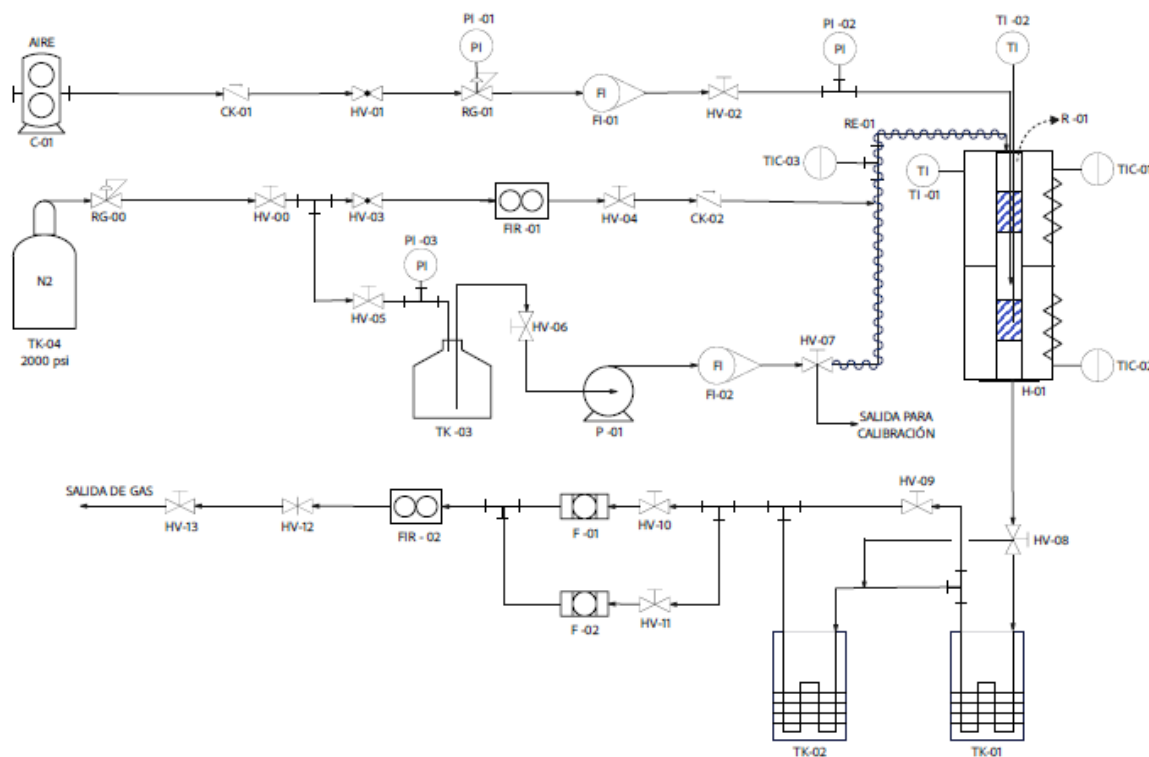 AIRE
C-01
CK-01
HV-01
PI -01
PI
RG-01
FI
FI-01
HV-02
PI -02
PI
TI -02
TI
RE-01
R -01
TIC-03
TI
TI -01
TIC-01
TIC-02
H-01
N2
TK-04
2000 psi
RG-00
HV-00
HV-03
FIR -01
HV-04
CK-02
PI -03
PI
HV-05
TK -03
HV-06
P -01
FI
FI-02
HV-07
SALIDA PARA
CALIBRACIÓN
SALIDA DE GAS
HV-13
HV-12
FIR - 02
F -01
HV-10
F -02
HV-11
HV-09
HV-08
TK-02
TK-01